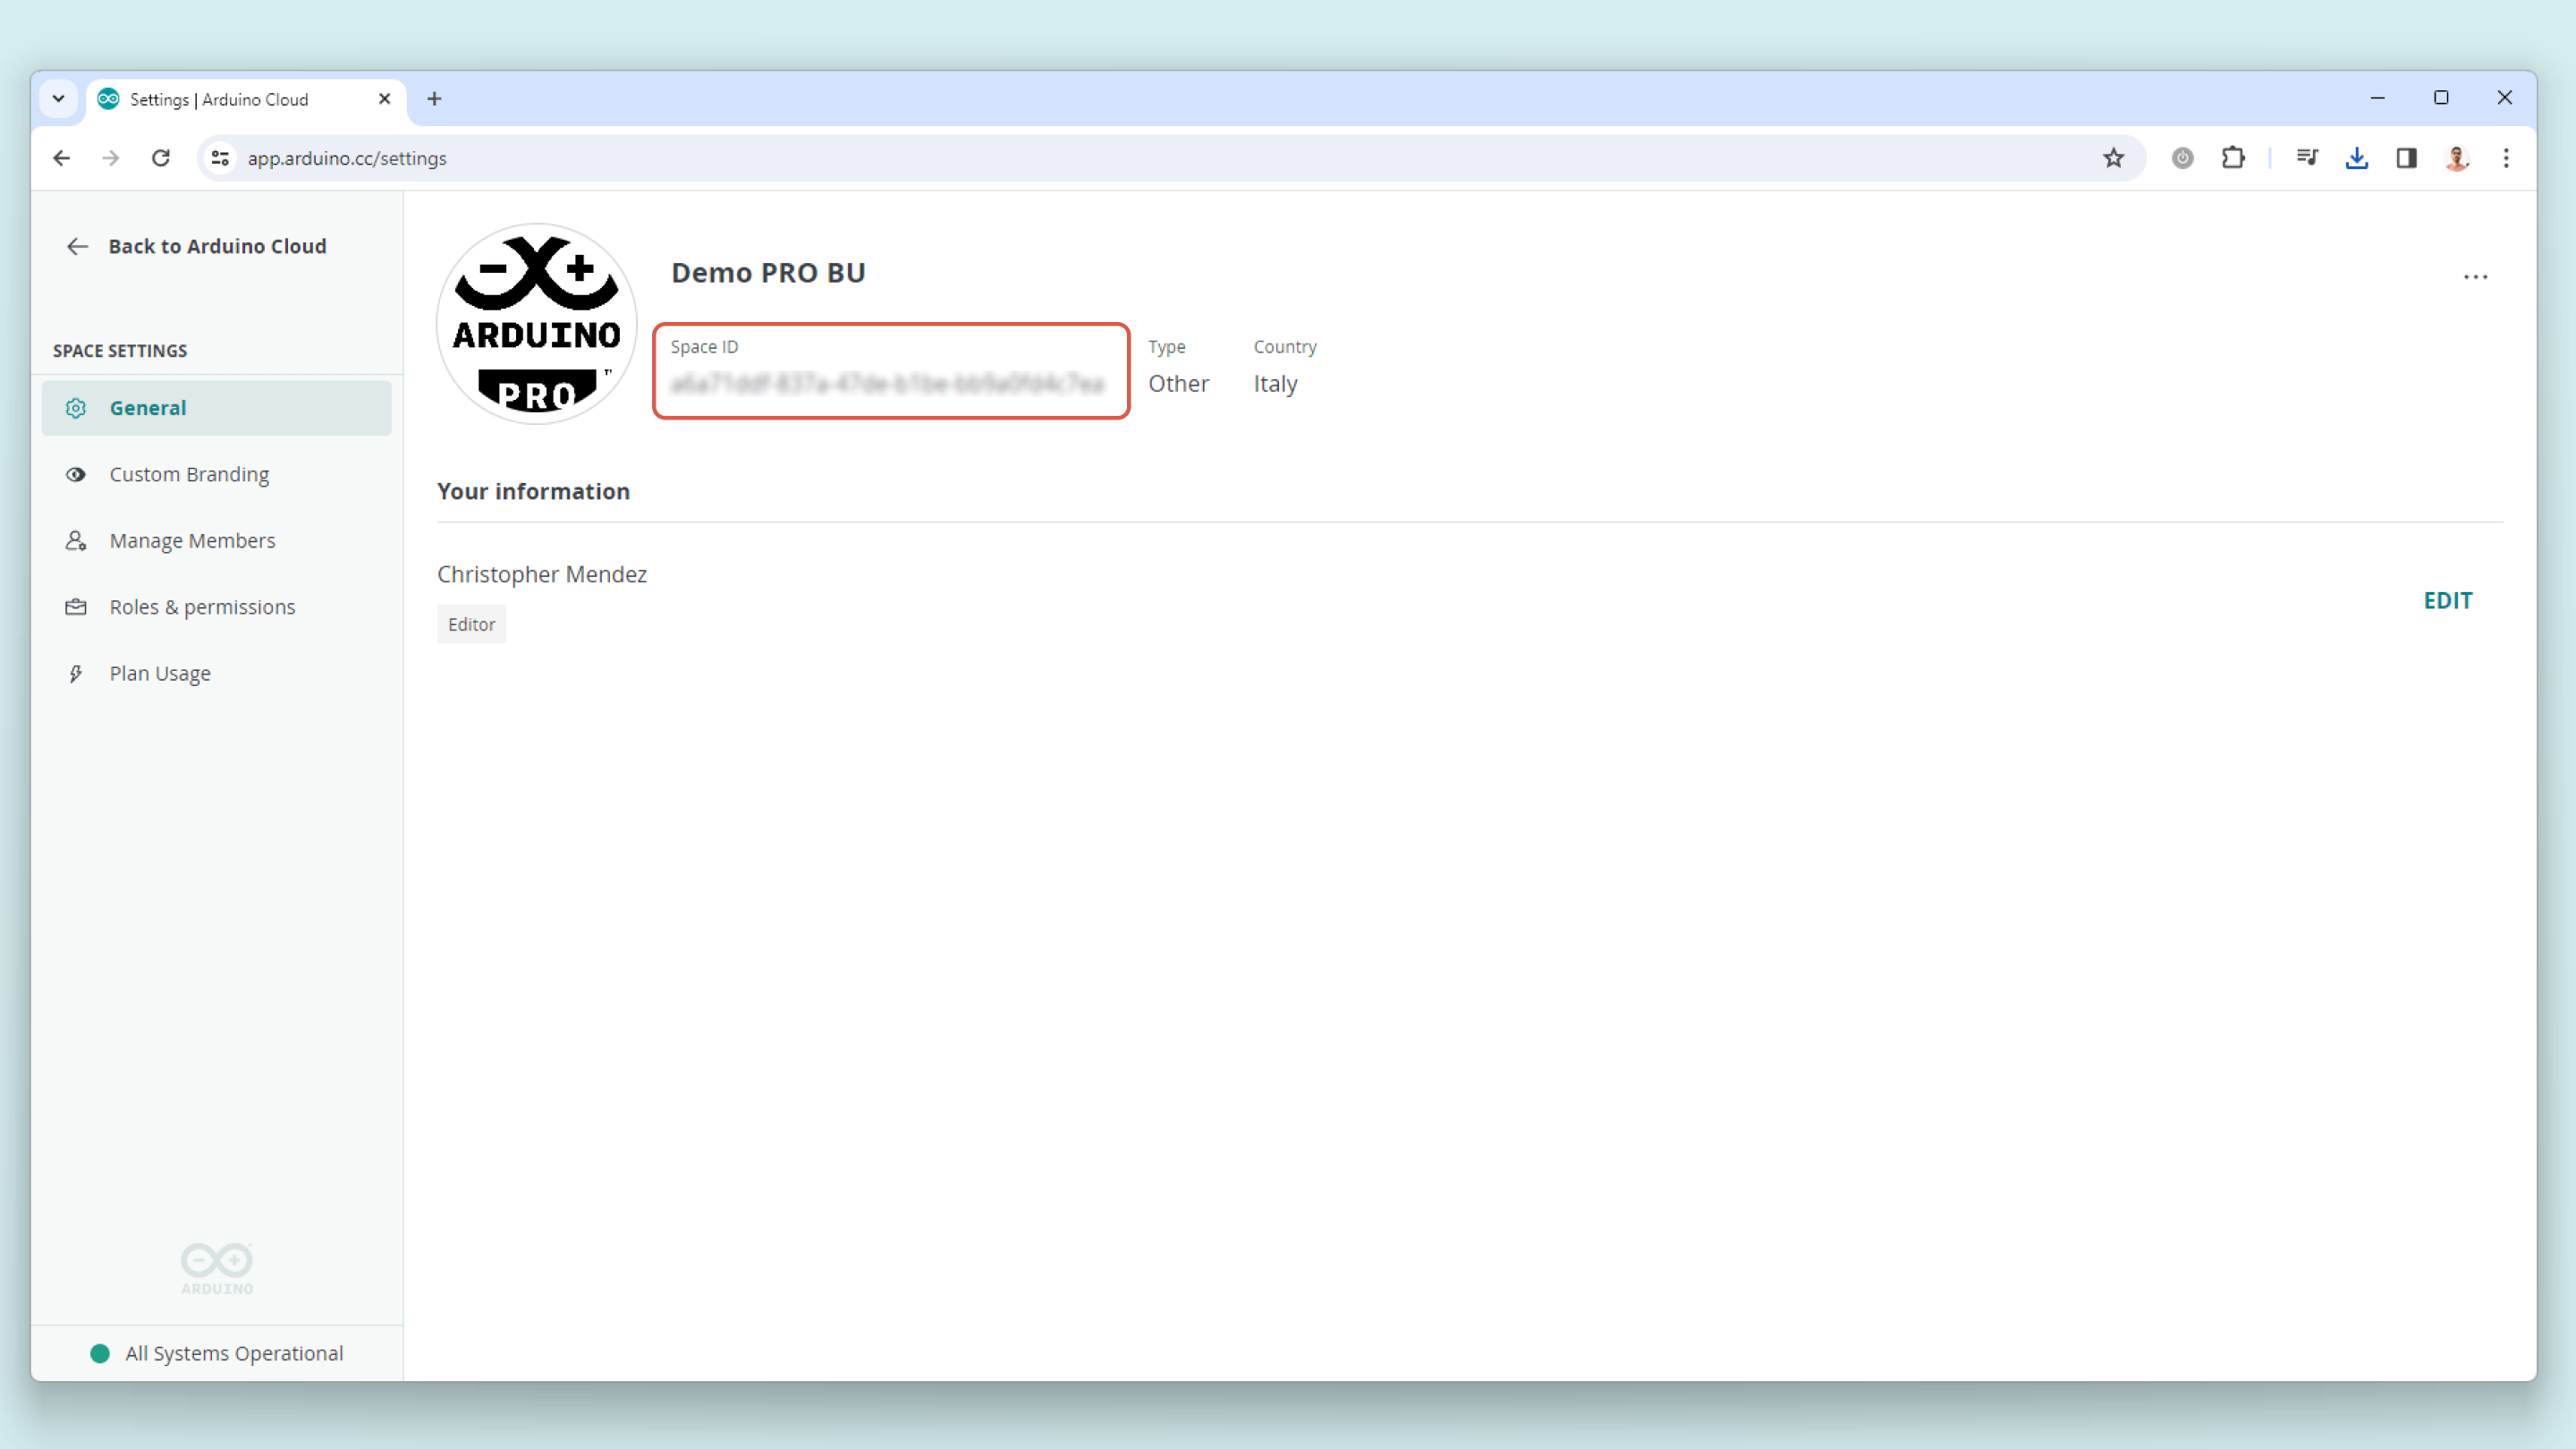 Settings | Arduino Cloud
app.arduino.cc/settings
Back to Arduino Cloud
SPACE SETTINGS
General
Custom Branding
Manage Members
Roles & permissions
Plan Usage
ARDUINO
All Systems Operational
ARDUINO
PRO
Demo PRO BU
Space ID
Type
Country
Other
Italy
Your information
Christopher Mendez
Editor
EDIT